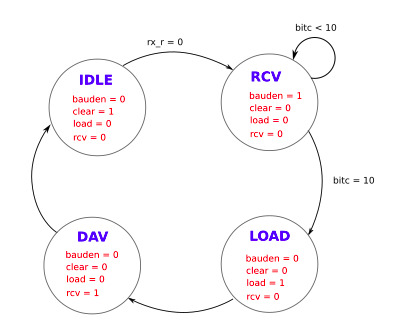 rx_r = 0
bitc < 10
IDLE
bauden = 0
clear = 1
load = 0
rcv = 0
RCV
bauden = 1
clear = 0
load = 0
rcv = 0
bitc = 10
DAV
bauden = 0
clear = 0
load = 0
rcv = 1
LOAD
bauden = 0
clear = 0
load = 1
rcv = 0